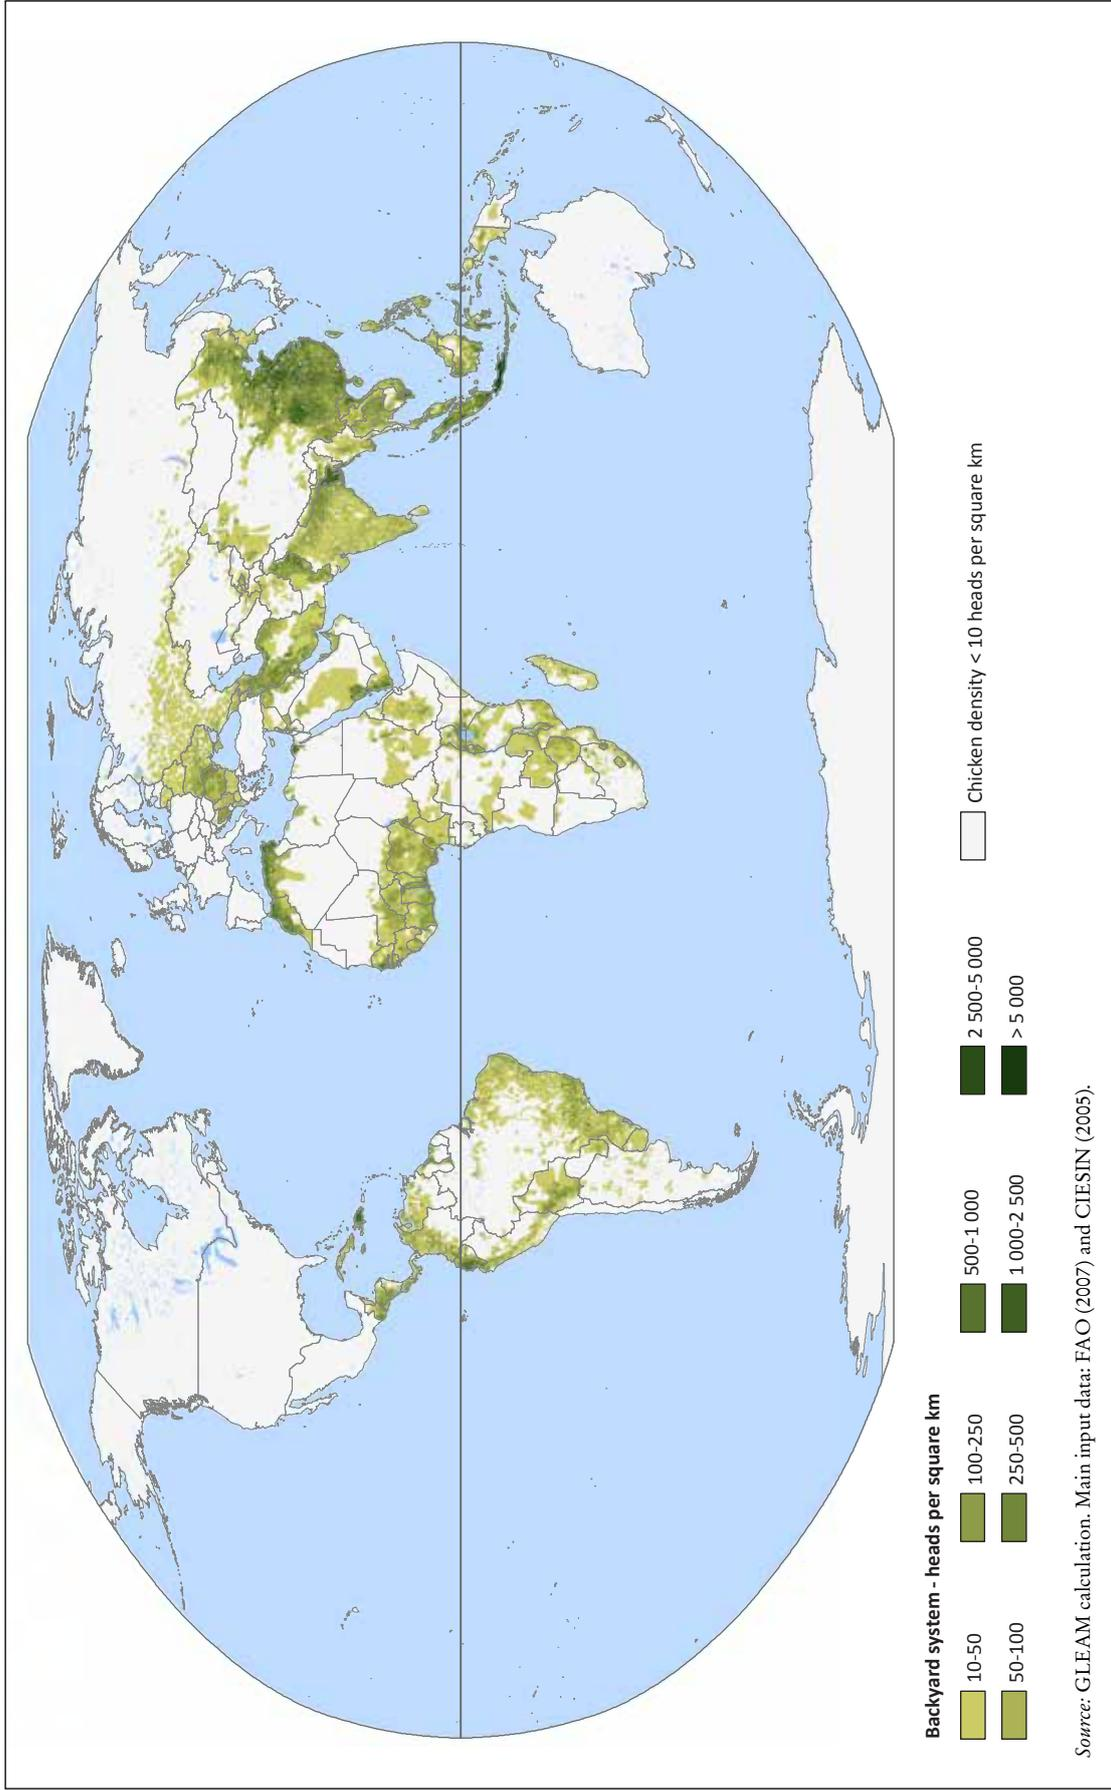 Backyard system - heads per square km
10-50
100-250
500-1 000
2 500-5 000
Chicken density < 10 heads per square km
50-100
250-500
1 000-2 500
> 5 000
Source: GLEAM calculation. Main input data: FAO (2007) and CIESIN (2005).